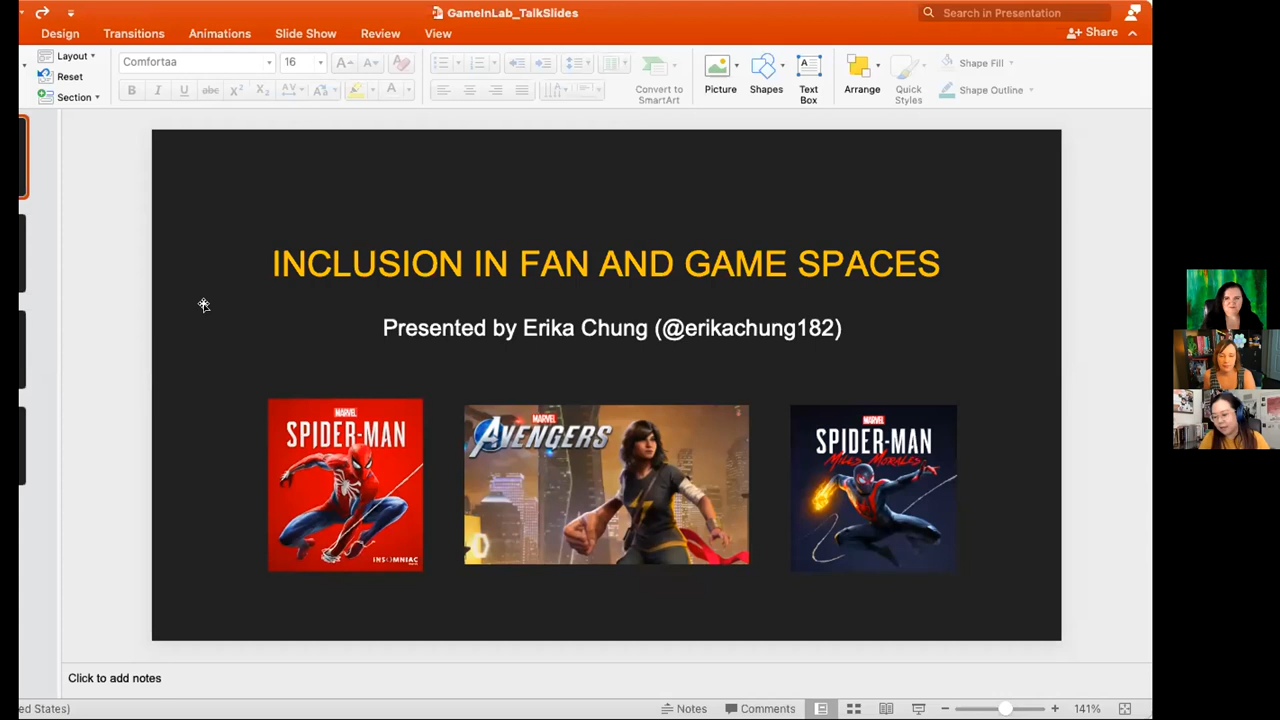 GameInLab_TalkSlides
Search in Presentation
Design
Transitions
Animations
Slide Show
Review
View
Share
Layout
Reset
Section
Comfortaa
16
Convert to
SmartArt
Picture
Shapes
Text
Box
Arrange
Quick
Styles
Shape Fill
Shape Outline
INCLUSION IN FAN AND GAME SPACES
Presented by Erika Chung (@erikachung182)
MARVEL
SPIDER-MAN
INSOMNIAC
MARVEL
AVENGERS
MARVEL
SPIDER-MAN
MILES MORALES
Click to add notes
ed States)
Notes
Comments
141%